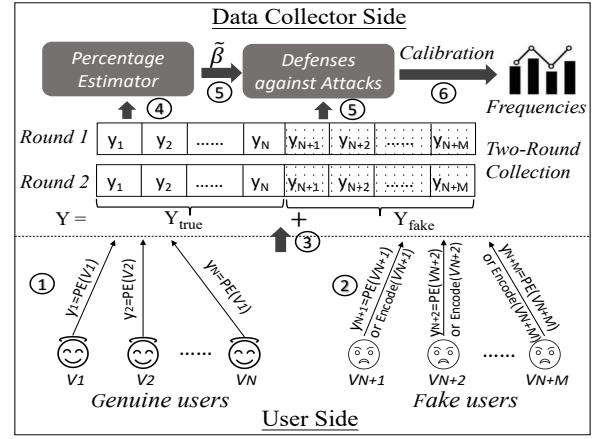 Data Collector Side
Percentage Estimator
β̃
⑤
Defenses against Attacks
Calibration
⑥
Frequencies
④
⑤
Round 1
y1 y2 ...... yN yN+1 yN+2 ...... yN+M
Two-Round Collection
Round 2
y1 y2 ...... yN yN+1 yN+2 ...... yN+M
Y = Ytrue + Yfake
③
①
y1=PE(V1)
y2=PE(V2)
yN=PE(V1)
②
yN+1=PE(VN+1)
or Encode(VN+1)
yN+2=PE(VN+2)
or Encode(VN+2)
yN+M=PE(VN+M)
or Encode(VN+M)
V1 V2 ...... VN VN+1 VN+2 ...... VN+M
Genuine users
Fake users
User Side